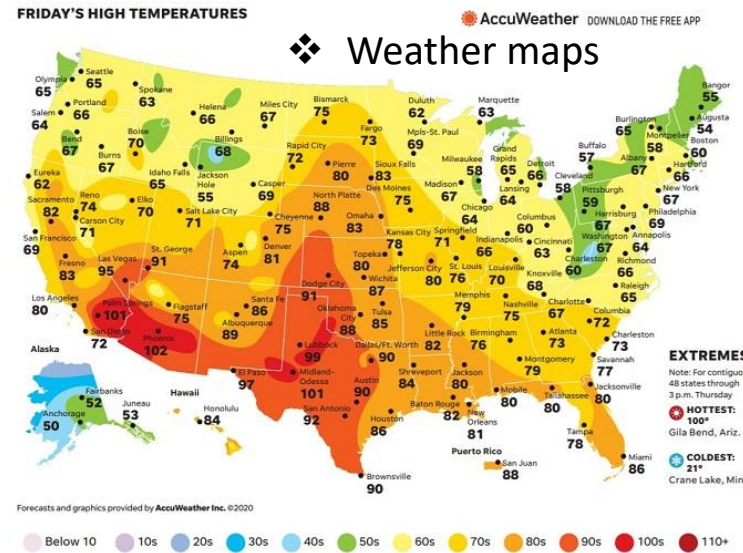 FRIDAY'S HIGH TEMPERATURES
AccuWeather DOWNLOAD THE FREE APP
❖ Weather maps
Seattle
65
Olympia
65
Spokane
63
Portland
66
Salem
64
Helena
66
Miles City
67
Bismarck
75
Fargo
73
Duluth
62
Mpls-St. Paul
69
Marquette
63
Bangor
55
Augusta
54
Burlington
65
Montpelier
58
Boston
60
Albany
67
Hartford
66
Bend
67
Boise
70
Burns
67
Billings
68
Rapid City
72
Pierre
80
Sioux Falls
83
Milwaukee
58
Grand
Rapids
65
Detroit
66
Lansing
64
Buffalo
57
Cleveland
58
Pittsburgh
59
New York
67
Philadelphia
69
Harrisburg
67
Eureka
62
Idaho Falls
65
Jackson
Hole
55
Casper
69
North Platte
88
Des Moines
75
Madison
67
Chicago
64
Columbus
60
Sacramento
82
Reno
74
Carson City
71
Elko
70
Salt Lake City
71
Cheyenne
75
Omaha
83
Kansas City
78
Springfield
71
Indianapolis
66
Cincinnati
63
Charleston
60
Washington
67
Annapolis
64
Richmond
66
San Francisco
69
Fresno
83
Las Vegas
95
St. George
91
Aspen
74
Denver
81
Dodge City
91
Topeka
80
Wichita
87
Jefferson City
80
St. Louis
76
Louisville
70
Knoxville
68
Raleigh
65
Los Angeles
80
Palm Springs
101
San Diego
72
Phoenix
102
Flagstaff
75
Santa Fe
86
Albuquerque
89
Oklahoma
City
88
Tulsa
85
Memphis
79
Nashville
75
Charlotte
67
Columbia
72
Charleston
73
Little Rock
82
Birmingham
76
Atlanta
73
Savannah
77
Lubbock
99
Dallas/Ft. Worth
90
El Paso
97
Midland-
Odessa
101
Austin
90
San Antonio
92
Houston
86
Shreveport
84
Jackson
80
Montgomery
79
Baton Rouge
82
New
Orleans
81
Mobile
80
Tallahassee
80
Jacksonville
80
Tampa
78
Miami
86
Brownsville
90
Alaska
Fairbanks
52
Anchorage
50
Juneau
53
Hawaii
Honolulu
84
Puerto Rico
San Juan
88
EXTREMES
Note: For contiguo
48 states through
3 p.m. Thursday
HOTTEST:
100°
Gila Bend, Ariz.
COLDEST:
21°
Crane Lake, Min
Forecasts and graphics provided by AccuWeather Inc. ©2020
Below 10 10s 20s 30s 40s 50s 60s 70s 80s 90s 100s 110+